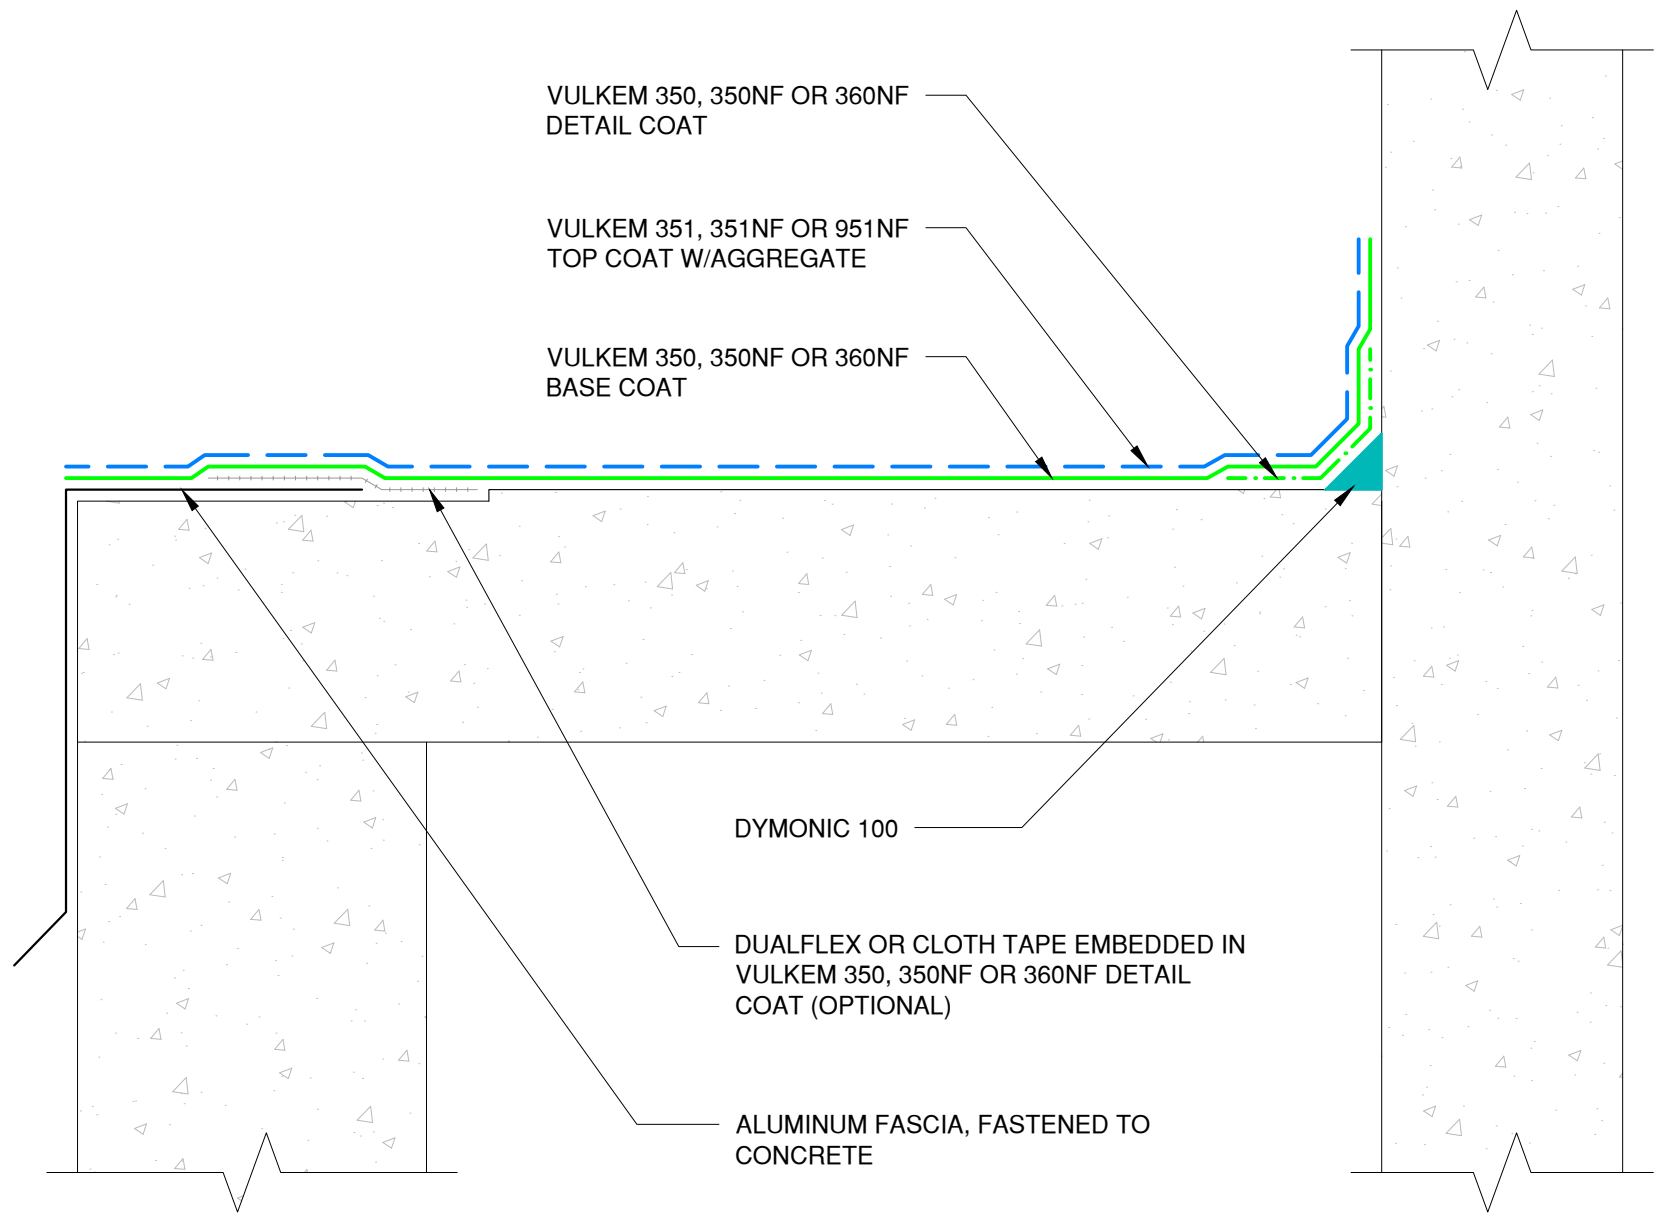 VULKEM 350, 350NF OR 360NF
DETAIL COAT
VULKEM 351, 351NF OR 951NF
TOP COAT W/AGGREGATE
VULKEM 350, 350NF OR 360NF
BASE COAT
DYMONIC 100
DUALFLEX OR CLOTH TAPE EMBEDDED IN
VULKEM 350, 350NF OR 360NF DETAIL
COAT (OPTIONAL)
ALUMINUM FASCIA, FASTENED TO
CONCRETE